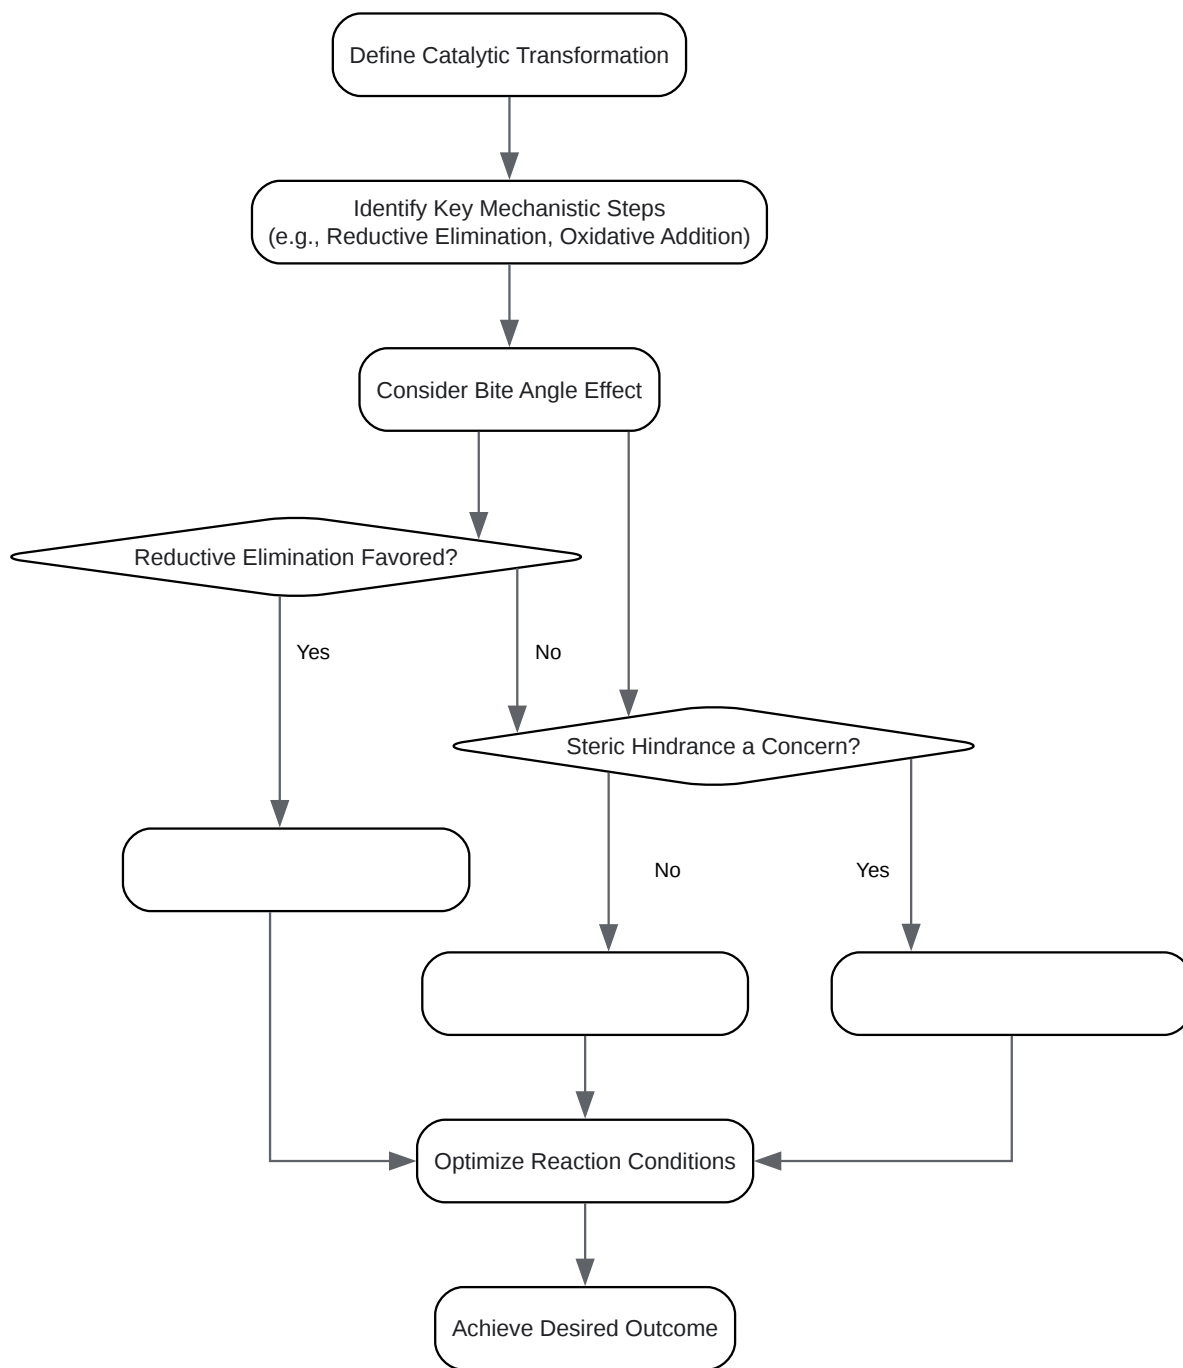 Define Catalytic Transformation
Identify Key Mechanistic Steps
(e.g., Reductive Elimination, Oxidative Addition)
Consider Bite Angle Effect
Reductive Elimination Favored?
Yes
No
Steric Hindrance a Concern?
No
Yes
Optimize Reaction Conditions
Achieve Desired Outcome